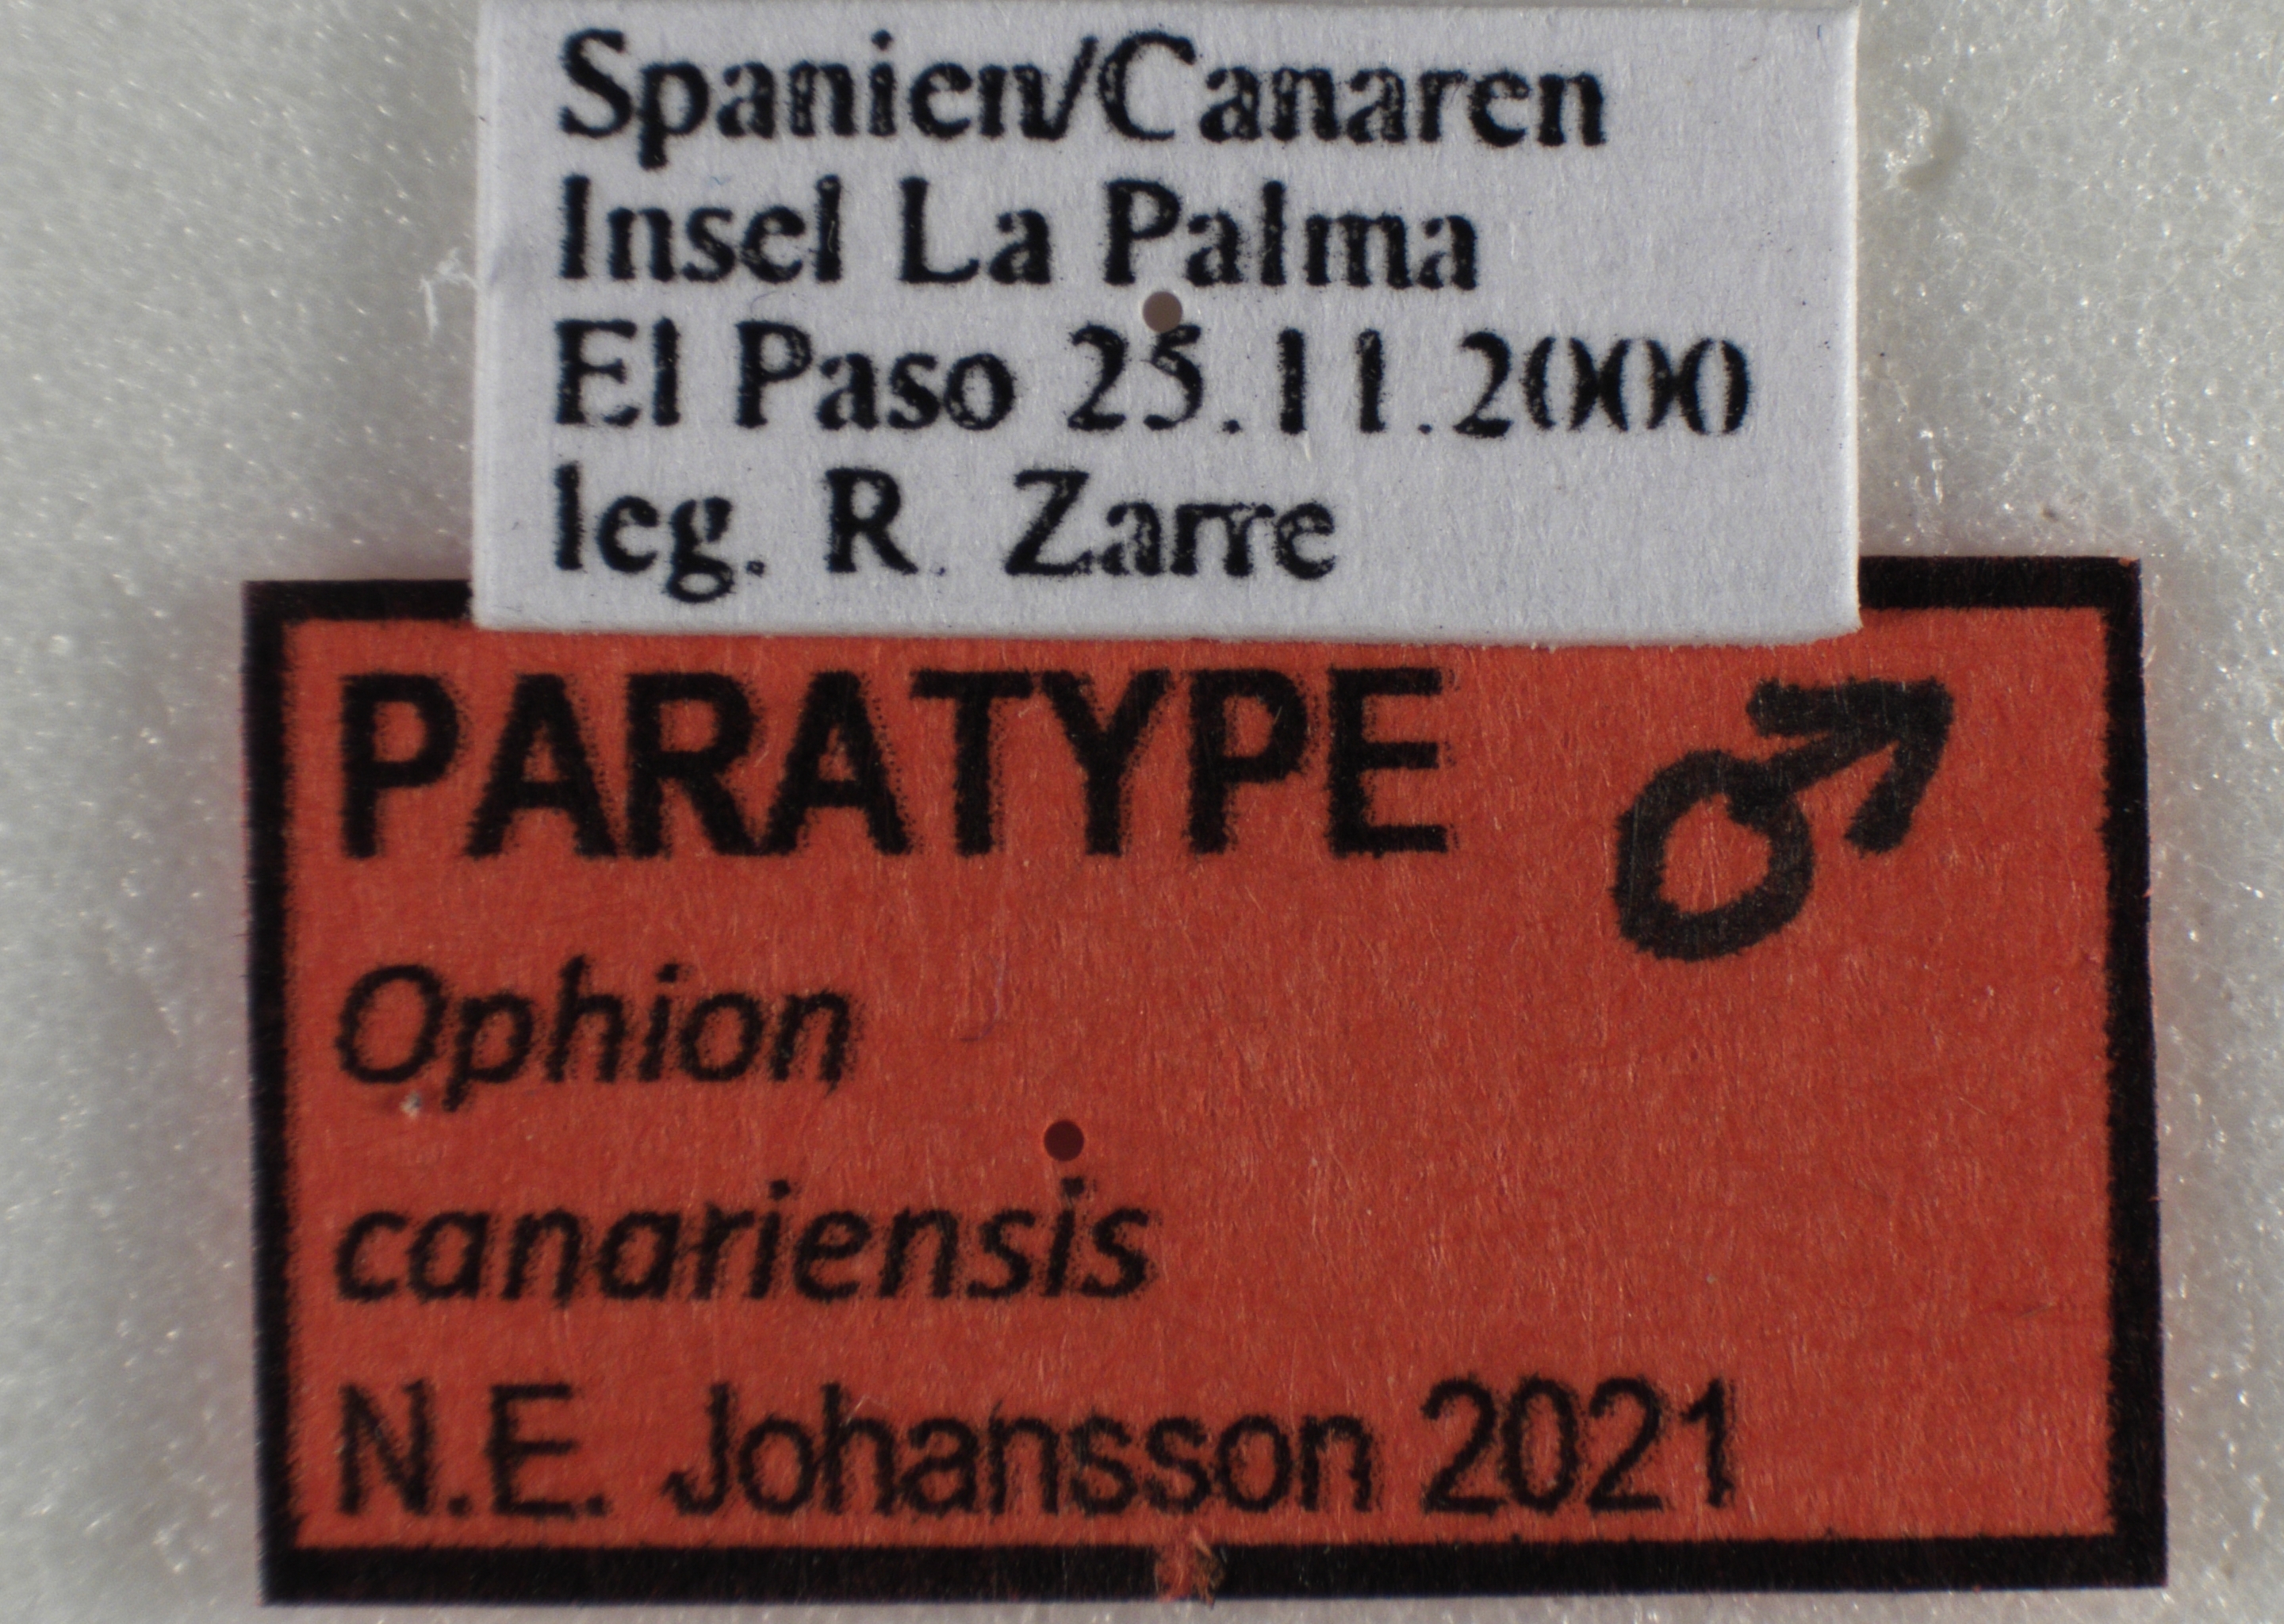 Spanien/Canaren
Insel La Palma
El Paso 25.11.2000
leg. R. Zarre
PARATYPE ♂
Ophion
canariensis
N.E. Johansson 2021